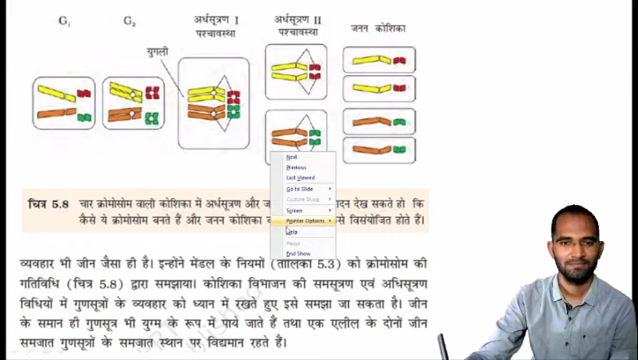 G₁
G₂
अर्धसूत्रण I
पश्चावस्था
अर्धसूत्रण II
पश्चावस्था
जनन कोशिका
युगली
Next
Previous
Last Viewed
Go to Slide
Custom Show
Screen
Pointer Options
Help
Pause
End Show
चित्र 5.8 चार क्रोमोसोम वाली कोशिका में अर्धसूत्रण और ज दन देख सकते हो कि
कैसे ये क्रोमोसोम बनते हैं और जनन कोशिका से विसंयोजित होते हैं।
व्यवहार भी जीन जैसा ही है। इन्होंने मेंडल के नियमों (तालिका 5.3) को क्रोमोसोम की
गतिविधि (चित्र 5.8) द्वारा समझाया। कोशिका विभाजन की समसूत्रण एवं अधिसूत्रण
विधियों में गुणसूत्रों के व्यवहार को ध्यान में रखते हुए इसे समझा जा सकता है। जीन
के समान ही गुणसूत्र भी युग्म के रूप में पाये जाते हैं तथा एक एलील के दोनों जीन
समजात गुणसूत्रों के समजात स्थान पर विद्यमान रहते हैं।